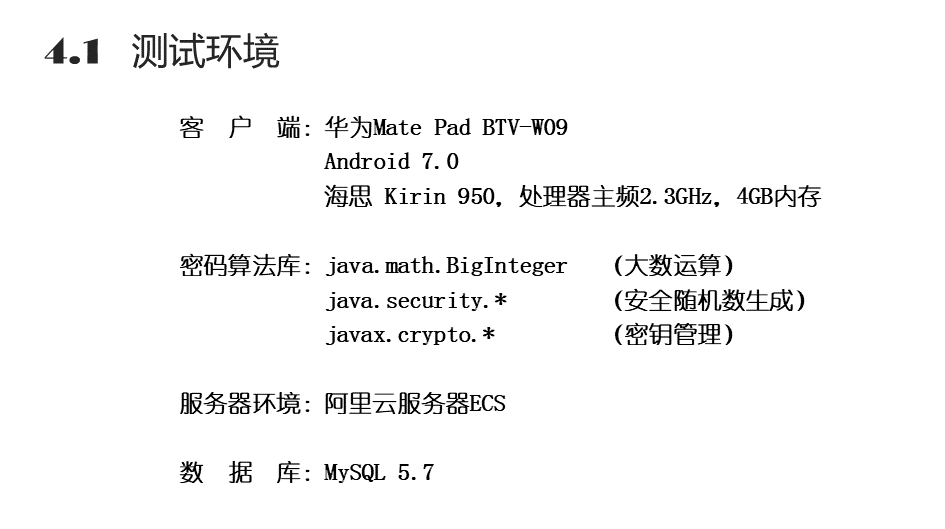 4.1 测试环境
客 户 端: 华为Mate Pad BTV-W09
Android 7.0
海思 Kirin 950, 处理器主频2.3GHz, 4GB内存
密码算法库: java.math.BigInteger (大数运算)
java.security.* (安全随机数生成)
javax.crypto.* (密钥管理)
服务器环境: 阿里云服务器ECS
数 据 库: MySQL 5.7